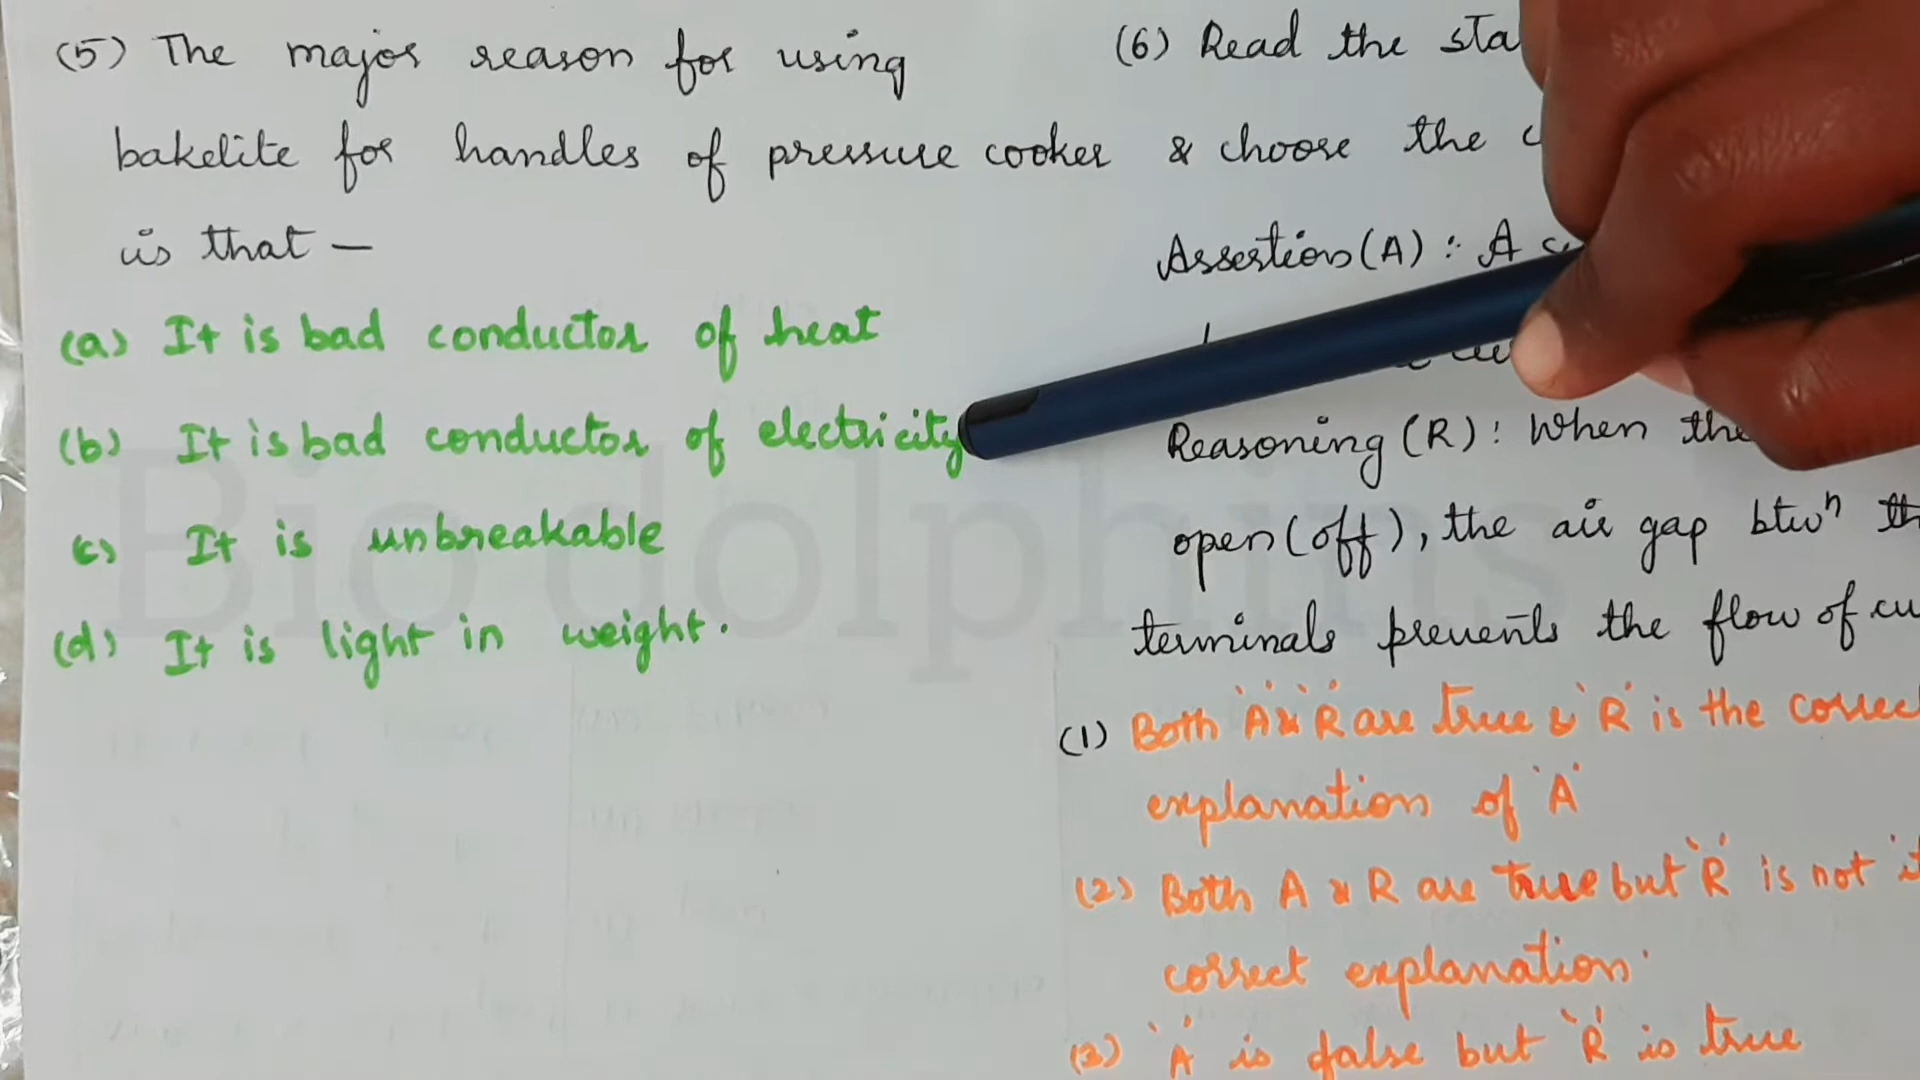 (5) The major reason for using
bakelite for handles of pressure cooker
is that —
(a) It is bad conductor of heat
(b) It is bad conductor of electricity
(c) It is unbreakable
(d) It is light in weight.
(6) Read the
& choose the
Assertion (A) : A
Reasoning (R) : When the
open (off), the air gap btwn
terminals prevents the flow of
(1) Both 'A' & 'R' are true & 'R' is the
explanation of 'A'
(2) Both A & R are true but 'R' is not
correct explanation.
(3) 'A' is false but 'R' is true
Bio dolphins